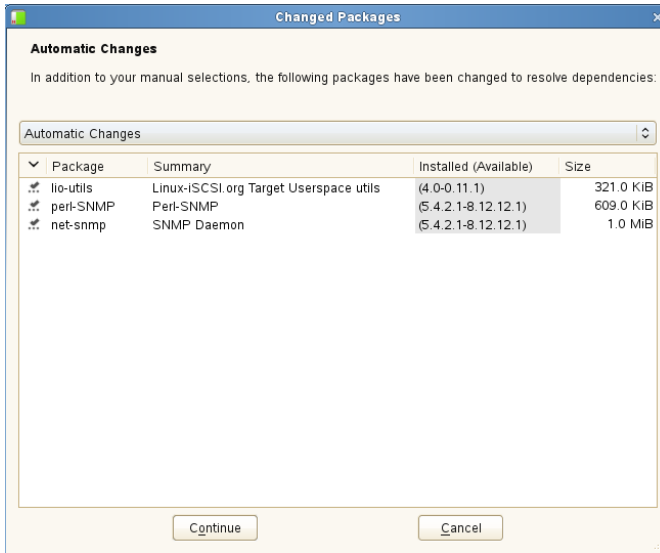 Changed Packages
Automatic Changes
In addition to your manual selections, the following packages have been changed to resolve dependencies:
Automatic Changes
Package Summary Installed (Available) Size
lio-utils Linux-iSCSI.org Target Userspace utils (4.0-0.11.1) 321.0 KiB
perl-SNMP Perl-SNMP (5.4.2.1-8.12.12.1) 609.0 KiB
net-snmp SNMP Daemon (5.4.2.1-8.12.12.1) 1.0 MiB
Continue Cancel